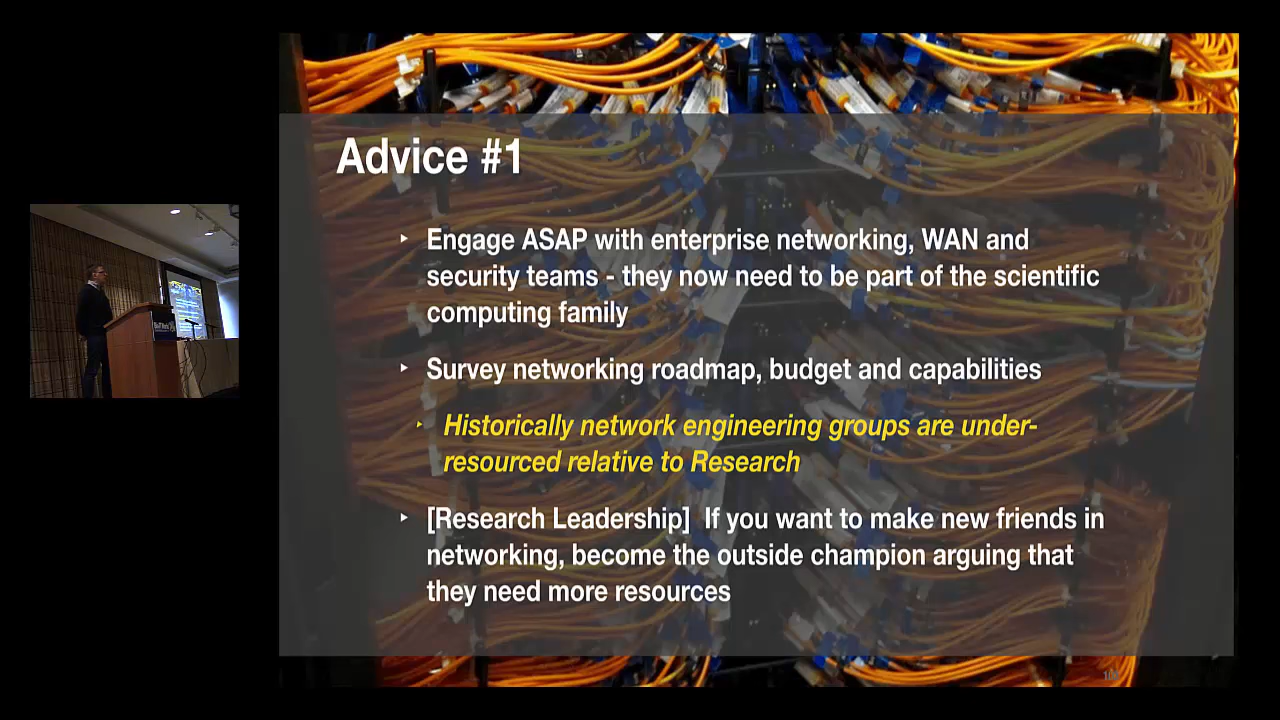 Advice #1
Engage ASAP with enterprise networking, WAN and
security teams - they now need to be part of the scientific
computing family
Survey networking roadmap, budget and capabilities
Historically network engineering groups are under-
resourced relative to Research
[Research Leadership] If you want to make new friends in
networking, become the outside champion arguing that
they need more resources